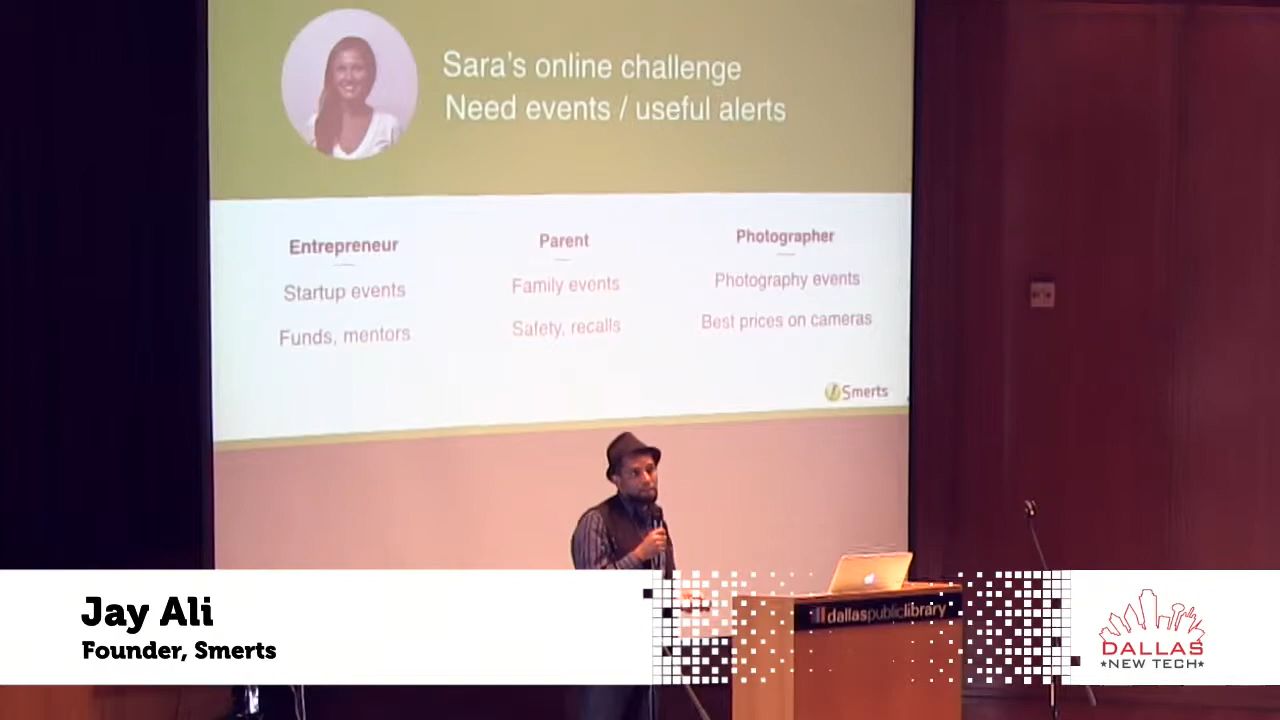 Sara's online challenge
Need events / useful alerts
Entrepreneur
Startup events
Funds, mentors
Parent
Family events
Safety, recalls
Photographer
Photography events
Best prices on cameras
Smerts
dallaspubliclibrary
Jay Ali
Founder, Smerts
DALLAS
NEW TECH